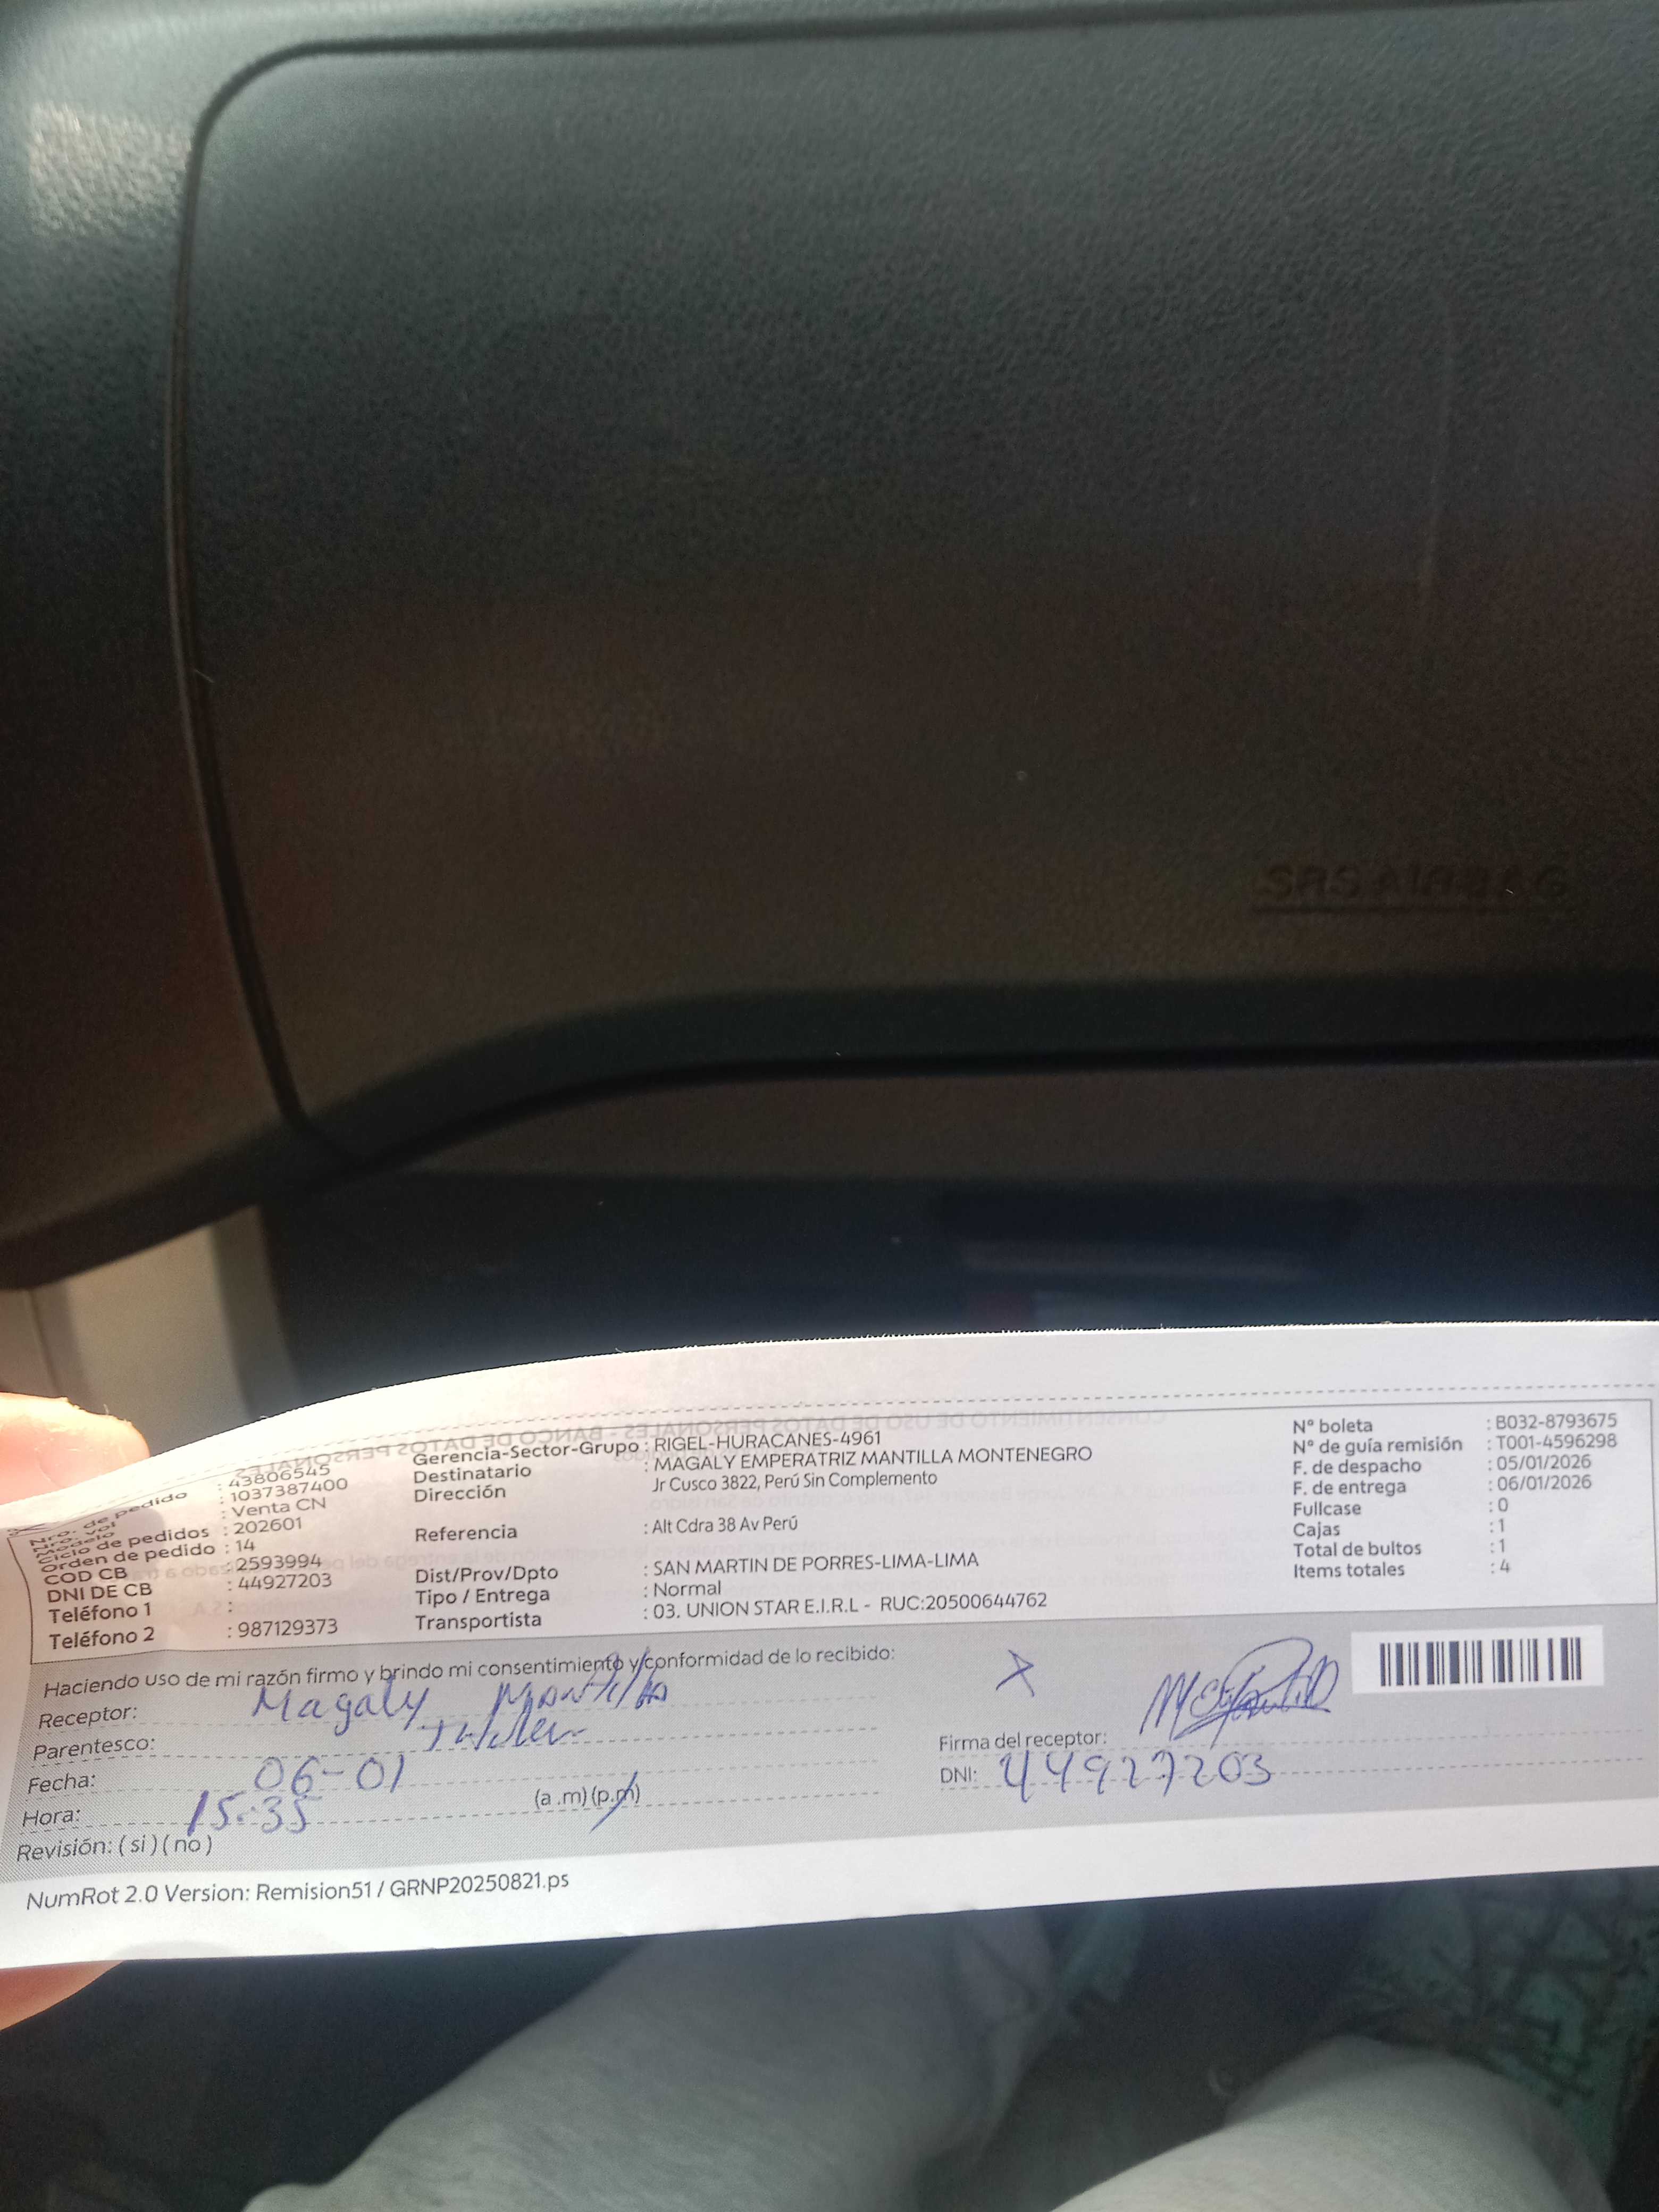 SRS AIRBAG
Nro. de pedido : 43806545
: 1037387400
Modelo : Venta CN
Ciclo de pedidos : 202601
Orden de pedido : 14
COD CB : 2593994
DNI DE CB : 44927203
Teléfono 1 :
Teléfono 2 : 987129373
Gerencia-Sector-Grupo : RIGEL-HURACANES-4961
Destinatario : MAGALY EMPERATRIZ MANTILLA MONTENEGRO
Dirección Jr Cusco 3822, Perú Sin Complemento
Referencia : Alt Cdra 38 Av Perú
Dist/Prov/Dpto : SAN MARTIN DE PORRES-LIMA-LIMA
Tipo / Entrega : Normal
Transportista : 03. UNION STAR E.I.R.L - RUC:20500644762
N° boleta : B032-8793675
N° de guía remisión : T001-4596298
F. de despacho : 05/01/2026
F. de entrega : 06/01/2026
Fullcase : 0
Cajas : 1
Total de bultos : 1
Items totales : 4
Haciendo uso de mi razón firmo y brindo mi consentimiento y conformidad de lo recibido:
Receptor: Magaly Mantilla
Parentesco: Titular
Fecha: 06-01
Hora: 15:35 (a.m) (p.m)
Revisión: ( si ) ( no )
X
Firma del receptor:
DNI: 44927203
NumRot 2.0 Version: Remision51 / GRNP20250821.ps